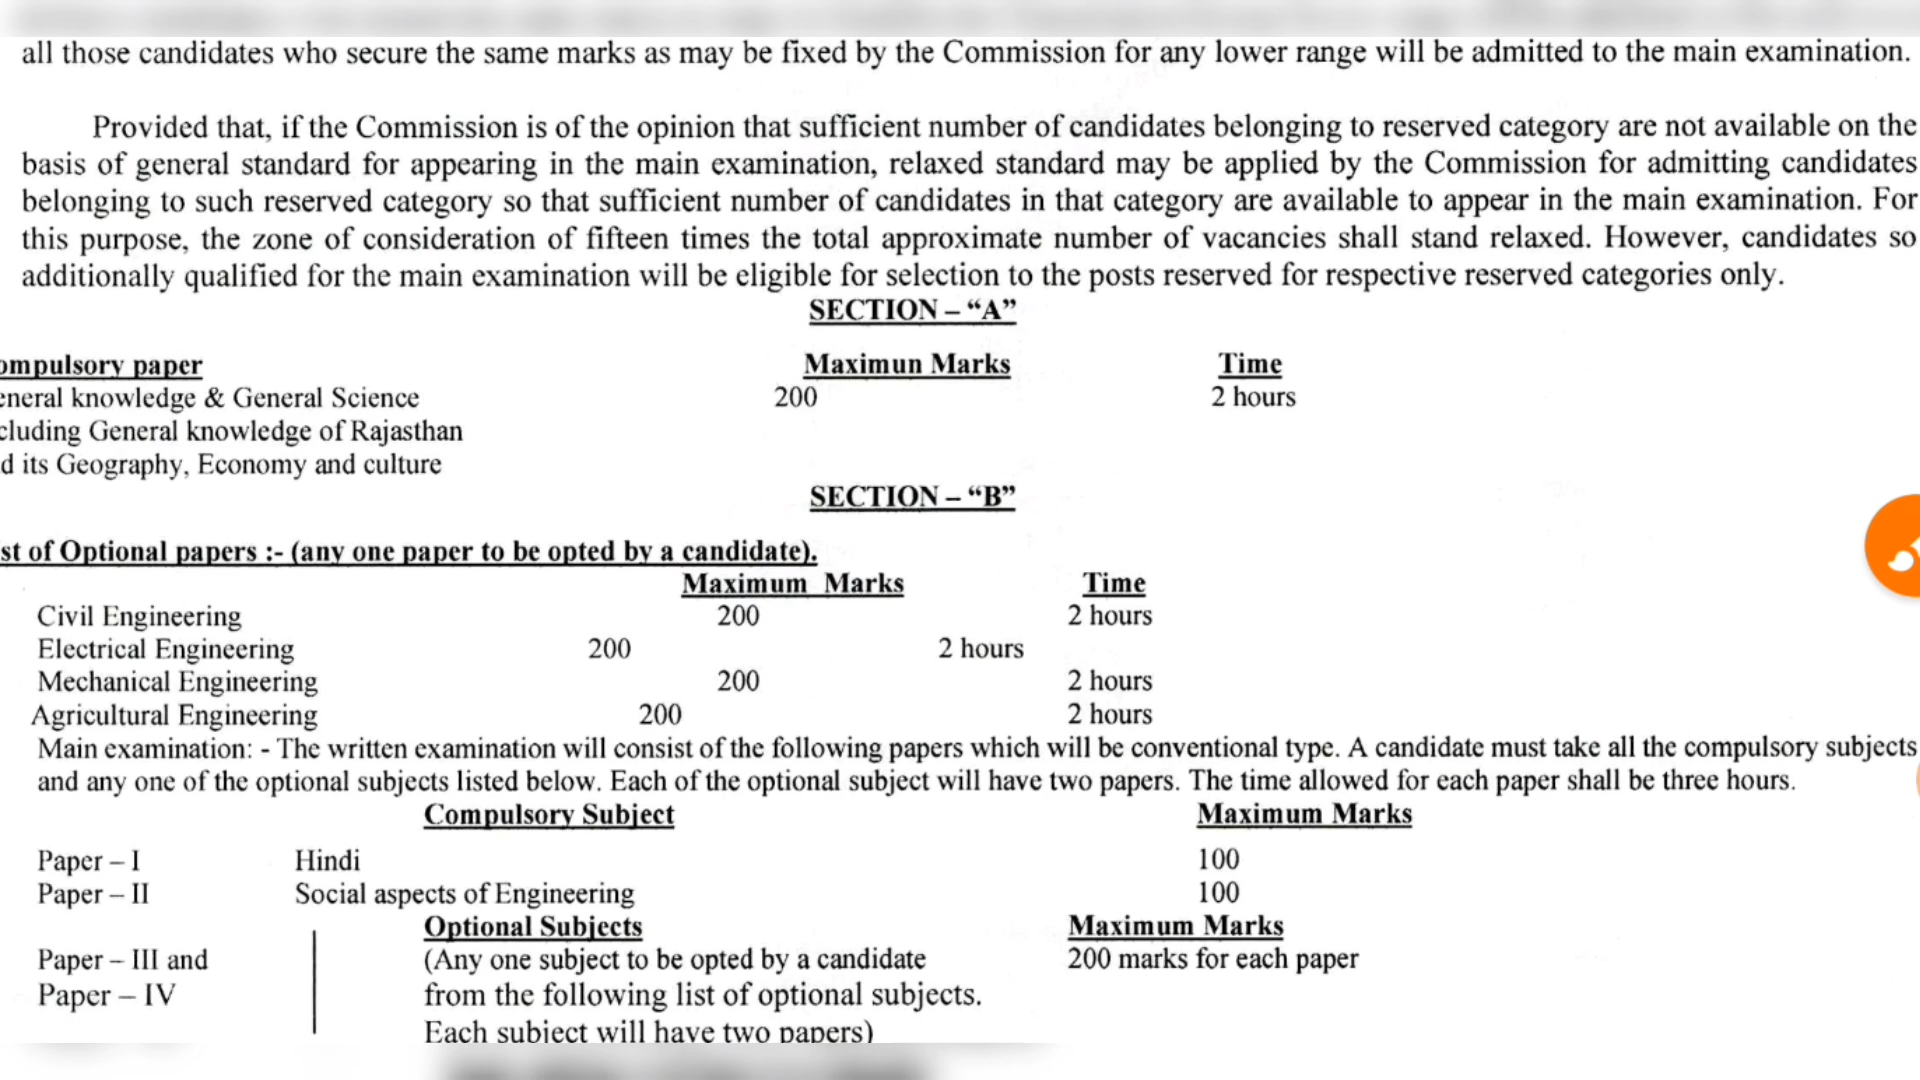 all those candidates who secure the same marks as may be fixed by the Commission for any lower range will be admitted to the main examination.
Provided that, if the Commission is of the opinion that sufficient number of candidates belonging to reserved category are not available on the
basis of general standard for appearing in the main examination, relaxed standard may be applied by the Commission for admitting candidates
belonging to such reserved category so that sufficient number of candidates in that category are available to appear in the main examination. For
this purpose, the zone of consideration of fifteen times the total approximate number of vacancies shall stand relaxed. However, candidates so
additionally qualified for the main examination will be eligible for selection to the posts reserved for respective reserved categories only.
SECTION – “A”
ompulsory paper Maximun Marks Time
eneral knowledge & General Science 200 2 hours
cluding General knowledge of Rajasthan
d its Geography, Economy and culture
SECTION – “B”
st of Optional papers :- (any one paper to be opted by a candidate).
Maximum Marks Time
Civil Engineering 200 2 hours
Electrical Engineering 200 2 hours
Mechanical Engineering 200 2 hours
Agricultural Engineering 200 2 hours
Main examination: - The written examination will consist of the following papers which will be conventional type. A candidate must take all the compulsory subjects
and any one of the optional subjects listed below. Each of the optional subject will have two papers. The time allowed for each paper shall be three hours.
Compulsory Subject Maximum Marks
Paper – I Hindi 100
Paper – II Social aspects of Engineering 100
Optional Subjects Maximum Marks
Paper – III and (Any one subject to be opted by a candidate 200 marks for each paper
Paper – IV from the following list of optional subjects.
Each subject will have two papers)